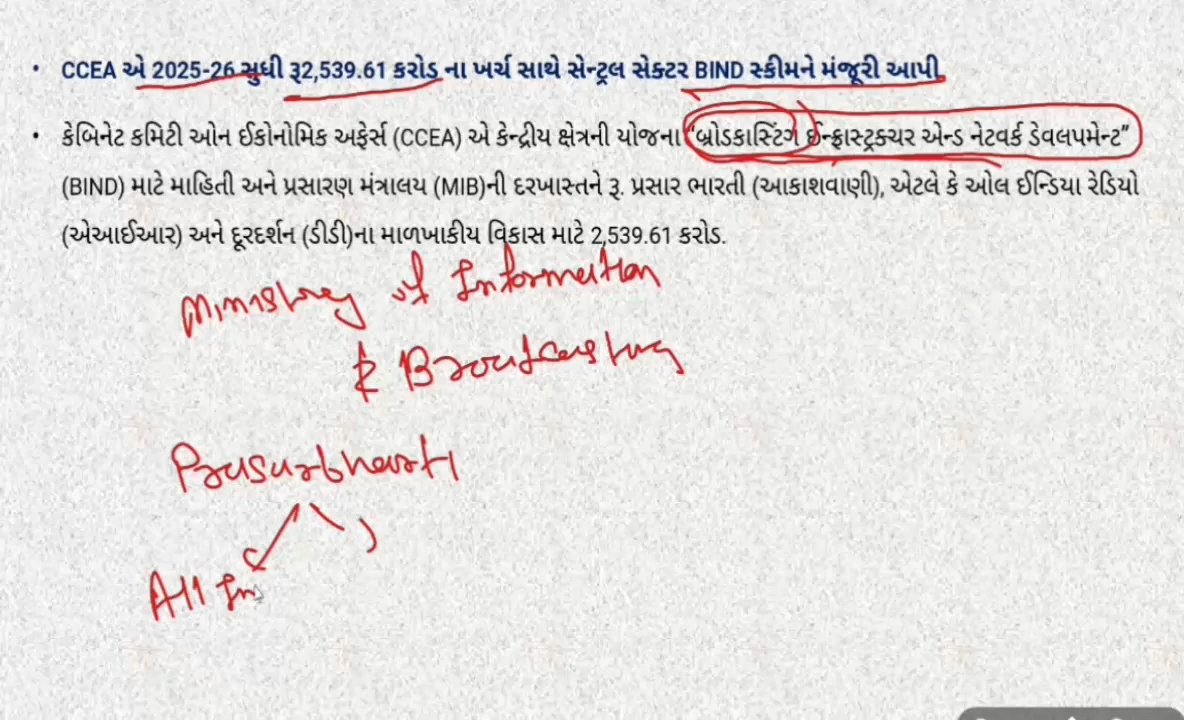 • CCEA એ 2025-26 સુધી રૂ2,539.61 કરોડ ના ખર્ચ સાથે સેન્ટ્રલ સેક્ટર BIND સ્કીમને મંજૂરી આપી
• કેબિનેટ કમિટી ઓન ઈકોનોમિક અફેર્સ (CCEA) એ કેન્દ્રીય ક્ષેત્રની યોજના “બ્રોડકાસ્ટિંગ ઈન્ફ્રાસ્ટ્રક્ચર એન્ડ નેટવર્ક ડેવલપમેન્ટ”
(BIND) માટે માહિતી અને પ્રસારણ મંત્રાલય (MIB)ની દરખાસ્તને રૂ. પ્રસાર ભારતી (આકાશવાણી), એટલે કે ઓલ ઈન્ડિયા રેડિયો
(એઆઈઆર) અને દૂરદર્શન (ડીડી)ના માળખાકીય વિકાસ માટે 2,539.61 કરોડ.
Ministry of Information
& Broadcasting
Prasarbharti
All In